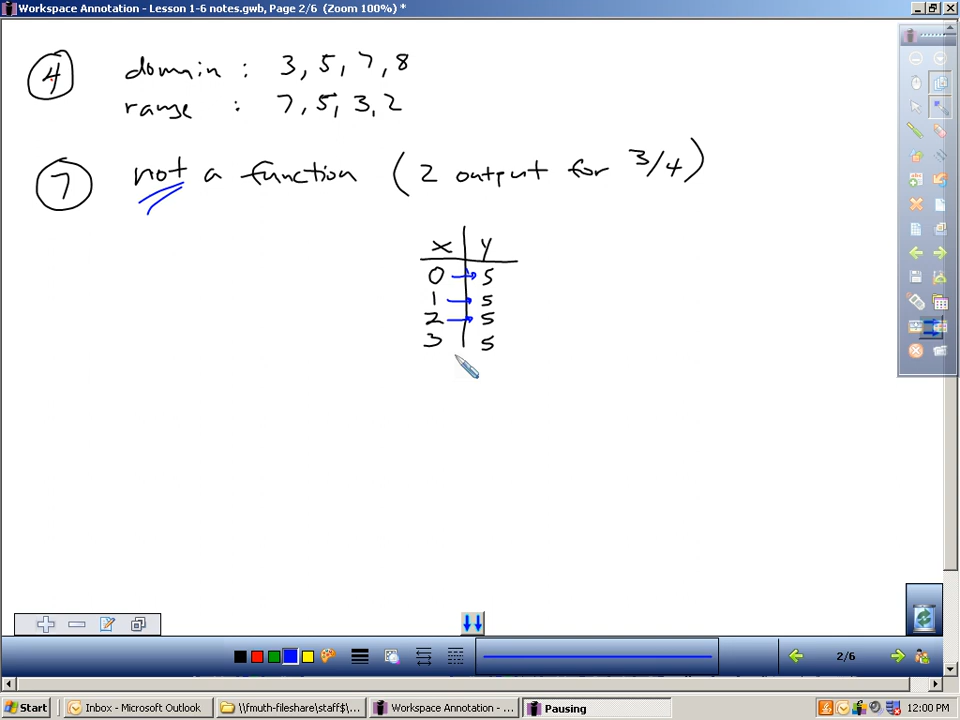 Workspace Annotation - Lesson 1-6 notes.gwb, Page 2/6 (Zoom 100%) *
4 domain : 3, 5, 7, 8
range : 7, 5, 3, 2
7 not a function (2 output for 3/4)
x y
0 5
1 5
2 5
3 5
2/6
Start Inbox - Microsoft Outlook \\fmuth-fileshare\staff$\... Workspace Annotation - ... Pausing 12:00 PM